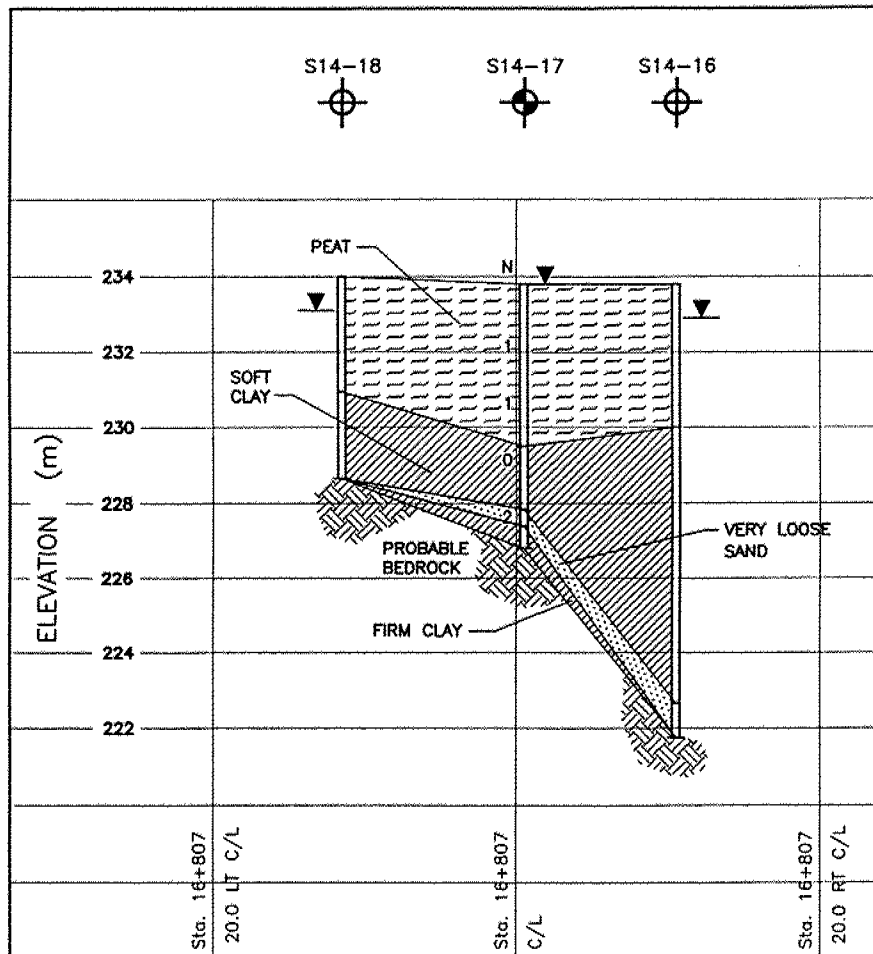 S14-18
S14-17
S14-16
PEAT
N
234
232
1
SOFT
CLAY
1
230
0
ELEVATION (m)
228
2
VERY LOOSE
SAND
PROBABLE
BEDROCK
226
FIRM CLAY
224
222
Sta. 16+807
20.0 LT C/L
Sta. 16+807
C/L
Sta. 16+807
20.0 RT C/L